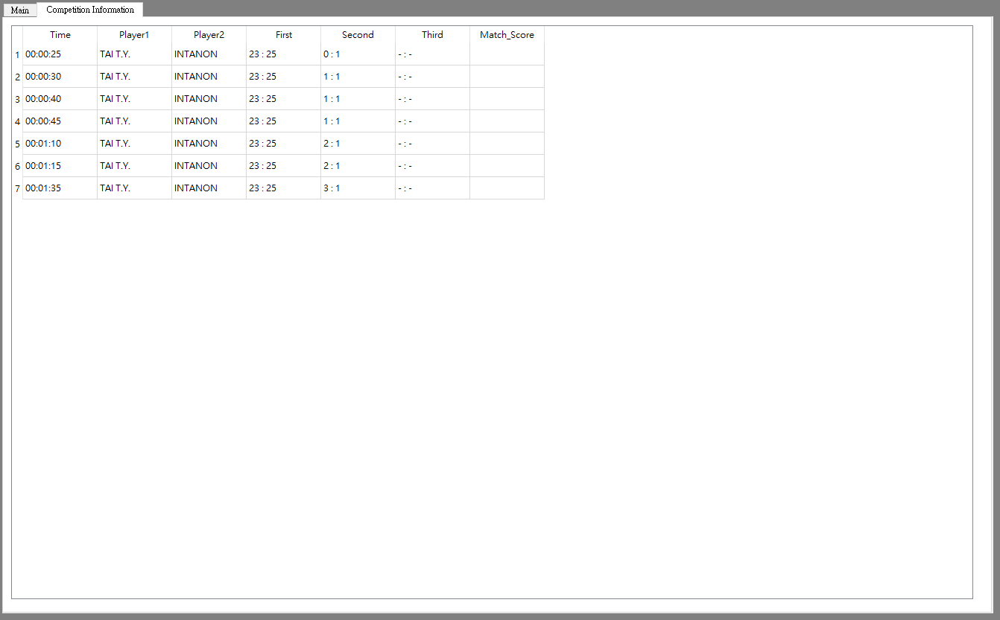 Main Competition Information
Time Player1 Player2 First Second Third Match_Score
1 00:00:25 TAI T.Y. INTANON 23 : 25 0 : 1 - : -
2 00:00:30 TAI T.Y. INTANON 23 : 25 1 : 1 - : -
3 00:00:40 TAI T.Y. INTANON 23 : 25 1 : 1 - : -
4 00:00:45 TAI T.Y. INTANON 23 : 25 1 : 1 - : -
5 00:01:10 TAI T.Y. INTANON 23 : 25 2 : 1 - : -
6 00:01:15 TAI T.Y. INTANON 23 : 25 2 : 1 - : -
7 00:01:35 TAI T.Y. INTANON 23 : 25 3 : 1 - : -